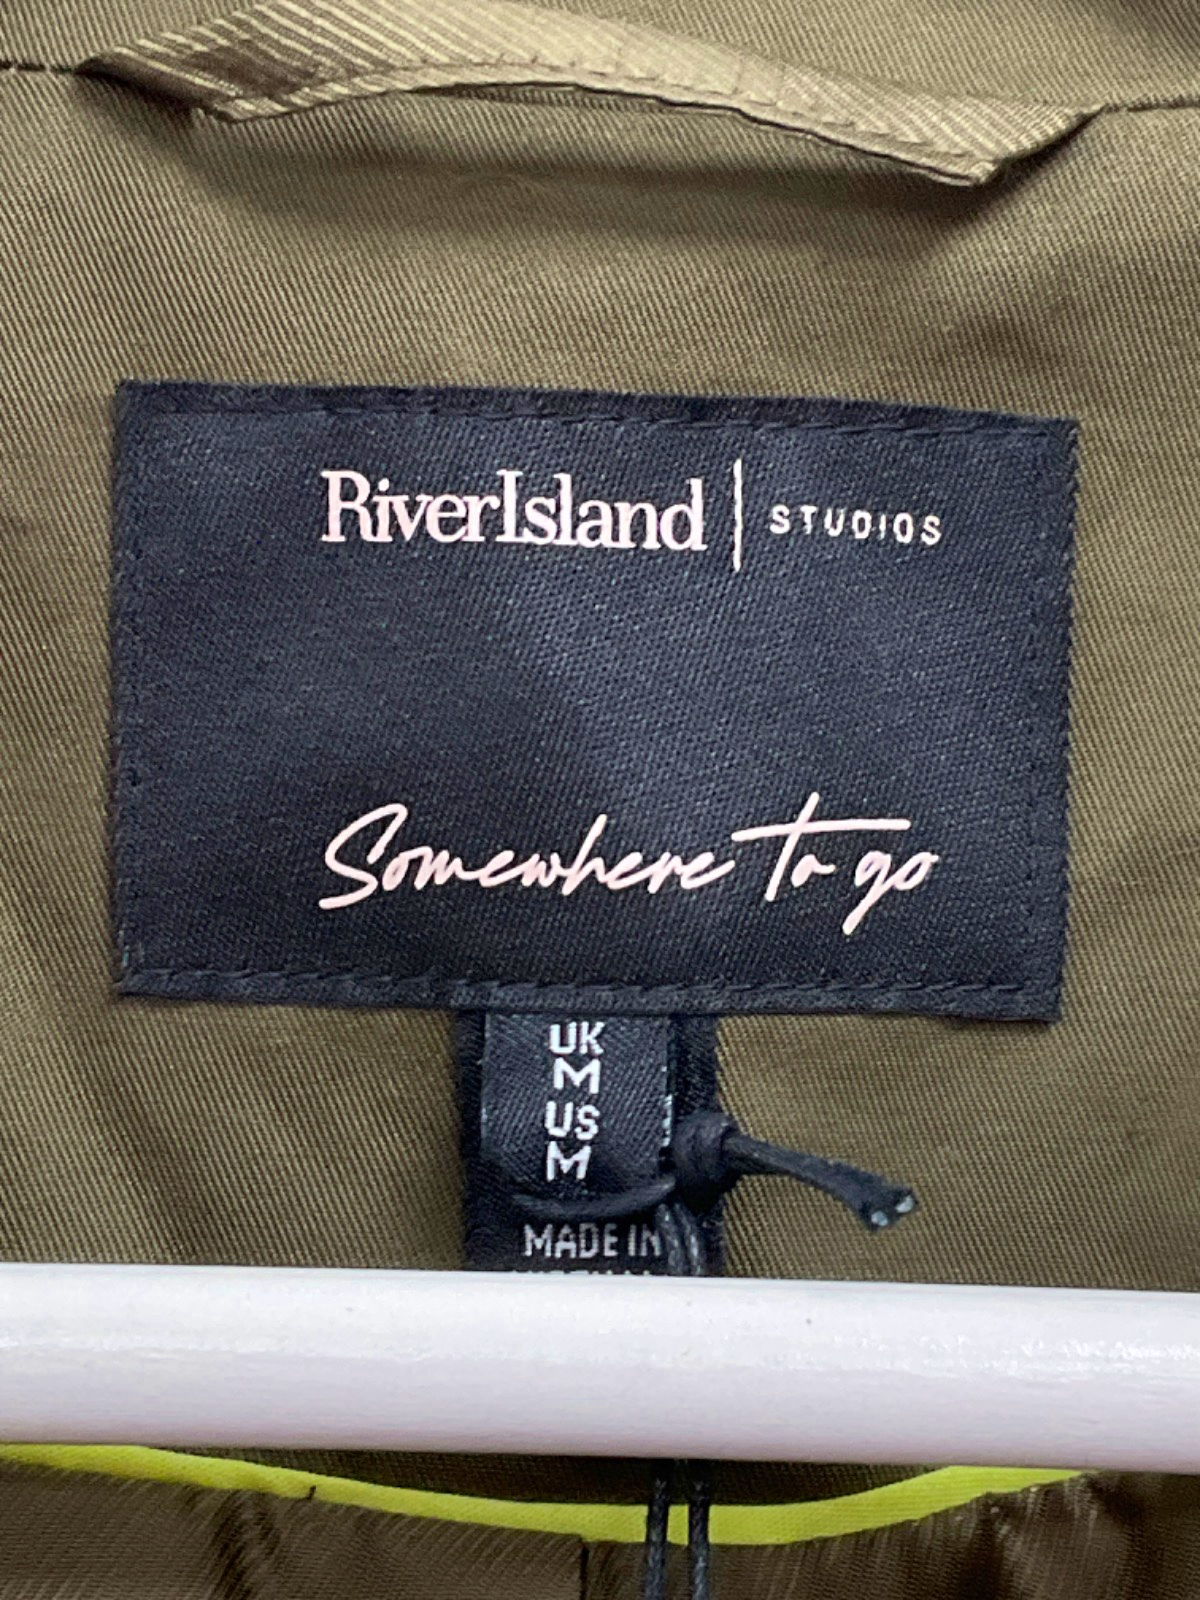 RiverIsland | STUDIOS
Somewhere to go
UK
M
US
M
MADE IN